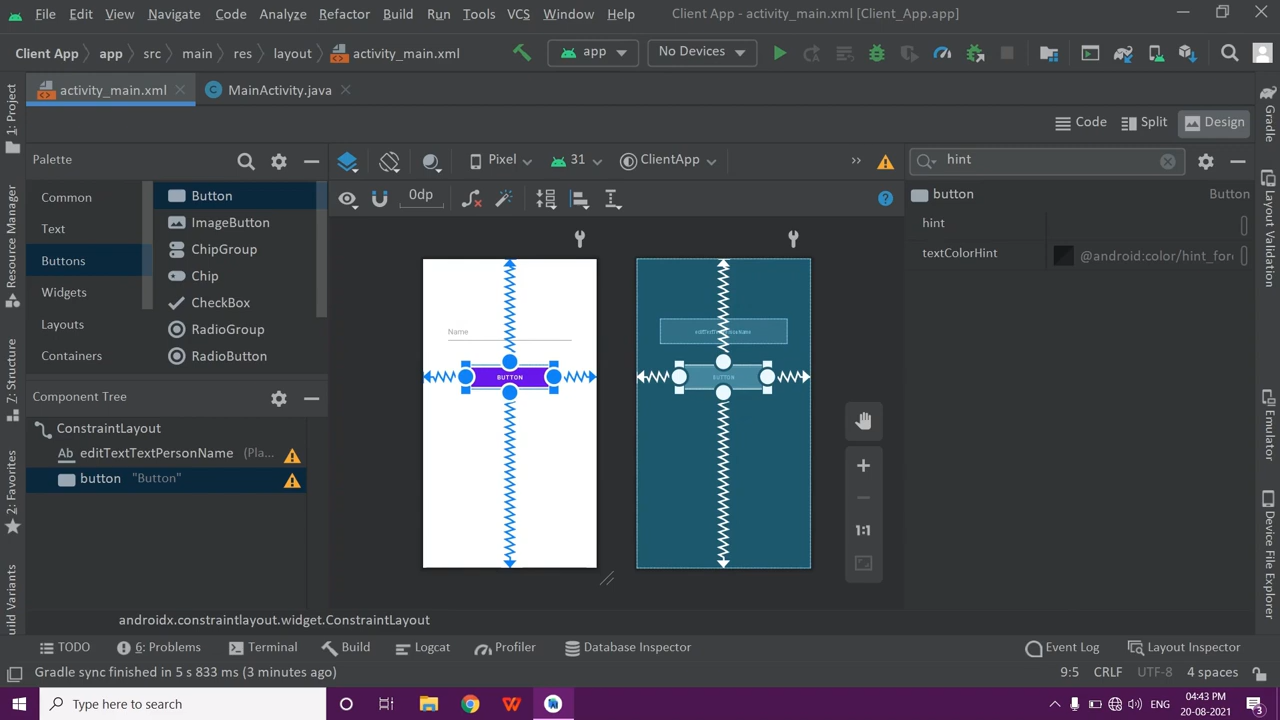 File Edit View Navigate Code Analyze Refactor Build Run Tools VCS Window Help Client App - activity_main.xml [Client_App.app]
Client App app src main res layout activity_main.xml app No Devices
activity_main.xml MainActivity.java
Code Split Design
Palette Pixel 31 ClientApp hint
0dp
Common
Text
Buttons
Widgets
Layouts
Containers
Button
ImageButton
ChipGroup
Chip
CheckBox
RadioGroup
RadioButton
button Button
hint
textColorHint @android:color/hint_for
Name
BUTTON
BUTTON
Component Tree
ConstraintLayout
Ab editTextTextPersonName (Pla...
button "Button"
1:1
androidx.constraintlayout.widget.ConstraintLayout
1: Project
Resource Manager
Z: Structure
2: Favorites
uild Variants
Gradle
Layout Validation
Emulator
Device File Explorer
TODO 6: Problems Terminal Build Logcat Profiler Database Inspector Event Log Layout Inspector
Gradle sync finished in 5 s 833 ms (3 minutes ago) 9:5 CRLF UTF-8 4 spaces
Type here to search ENG 04:43 PM
20-08-2021
3